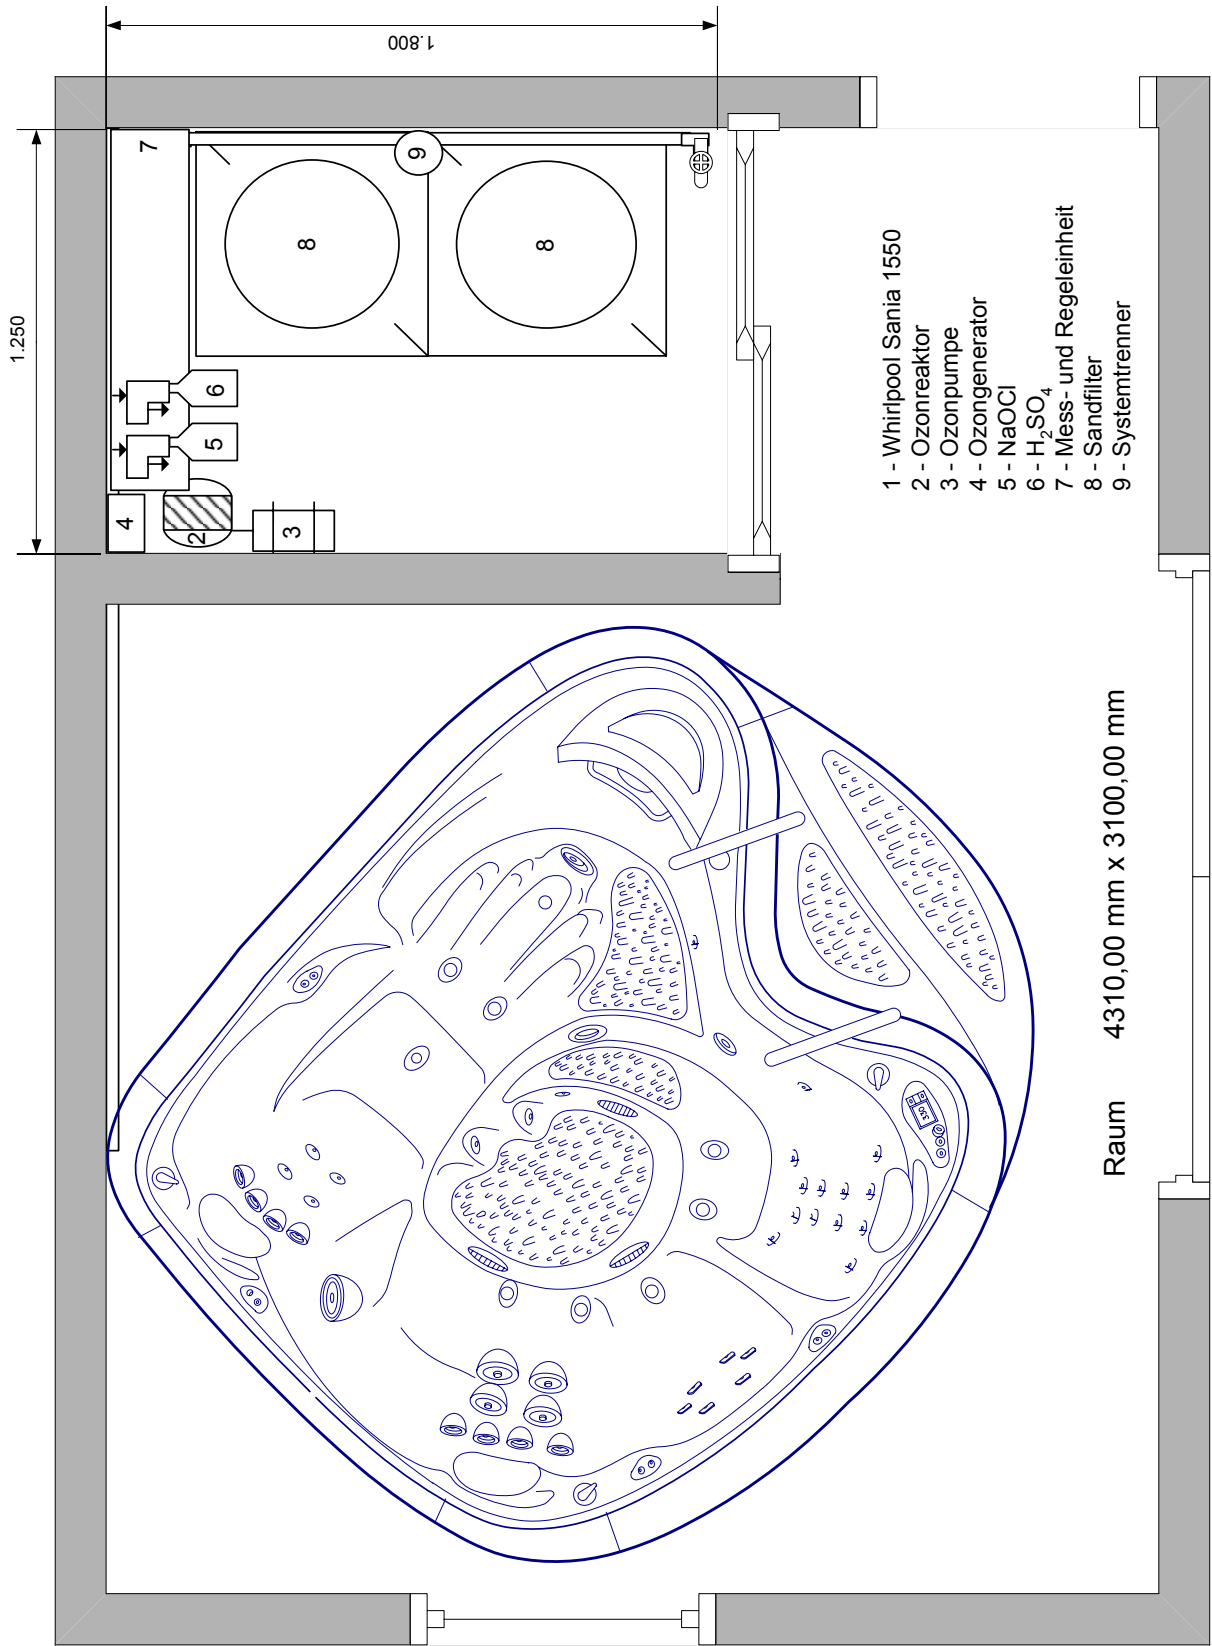 1.800
1.250
7
9
8
8
6
5
4
2
3
1 - Whirlpool Sania 1550
2 - Ozonreaktor
3 - Ozonpumpe
4 - Ozongenerator
5 - NaOCl
6 - H₂SO₄
7 - Mess- und Regeleinheit
8 - Sandfilter
9 - Systemtrenner
Raum 4310,00 mm x 3100,00 mm